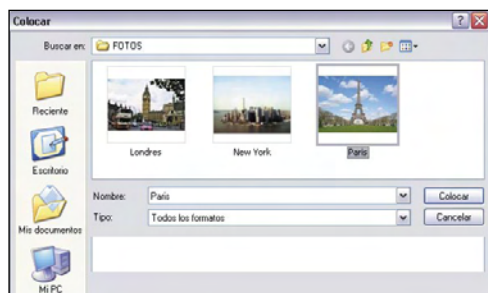 Colocar
Buscar en: FOTOS
Reciente
Escritorio
Mis documentos
Mi PC
Londres
New York
Paris
Nombre: Paris
Colocar
Tipo: Todos los formatos
Cancelar